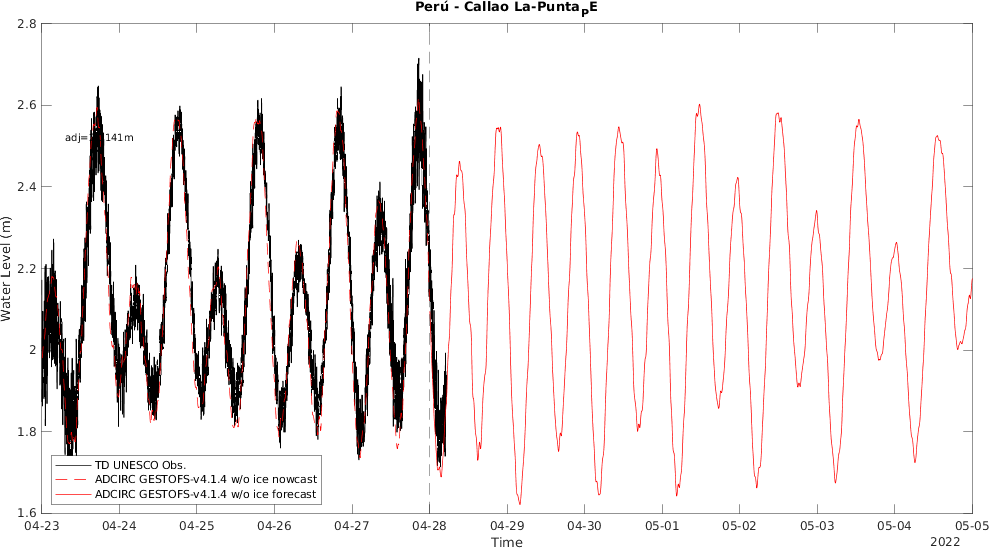 Perú - Callao La-PuntaPE
2.8
2.6
2.4
2.2
2
1.8
1.6
Water Level (m)
adj= 141m
TD UNESCO Obs.
ADCIRC GESTOFS-v4.1.4 w/o ice nowcast
ADCIRC GESTOFS-v4.1.4 w/o ice forecast
04-23 04-24 04-25 04-26 04-27 04-28 04-29 04-30 05-01 05-02 05-03 05-04 05-05
Time
2022